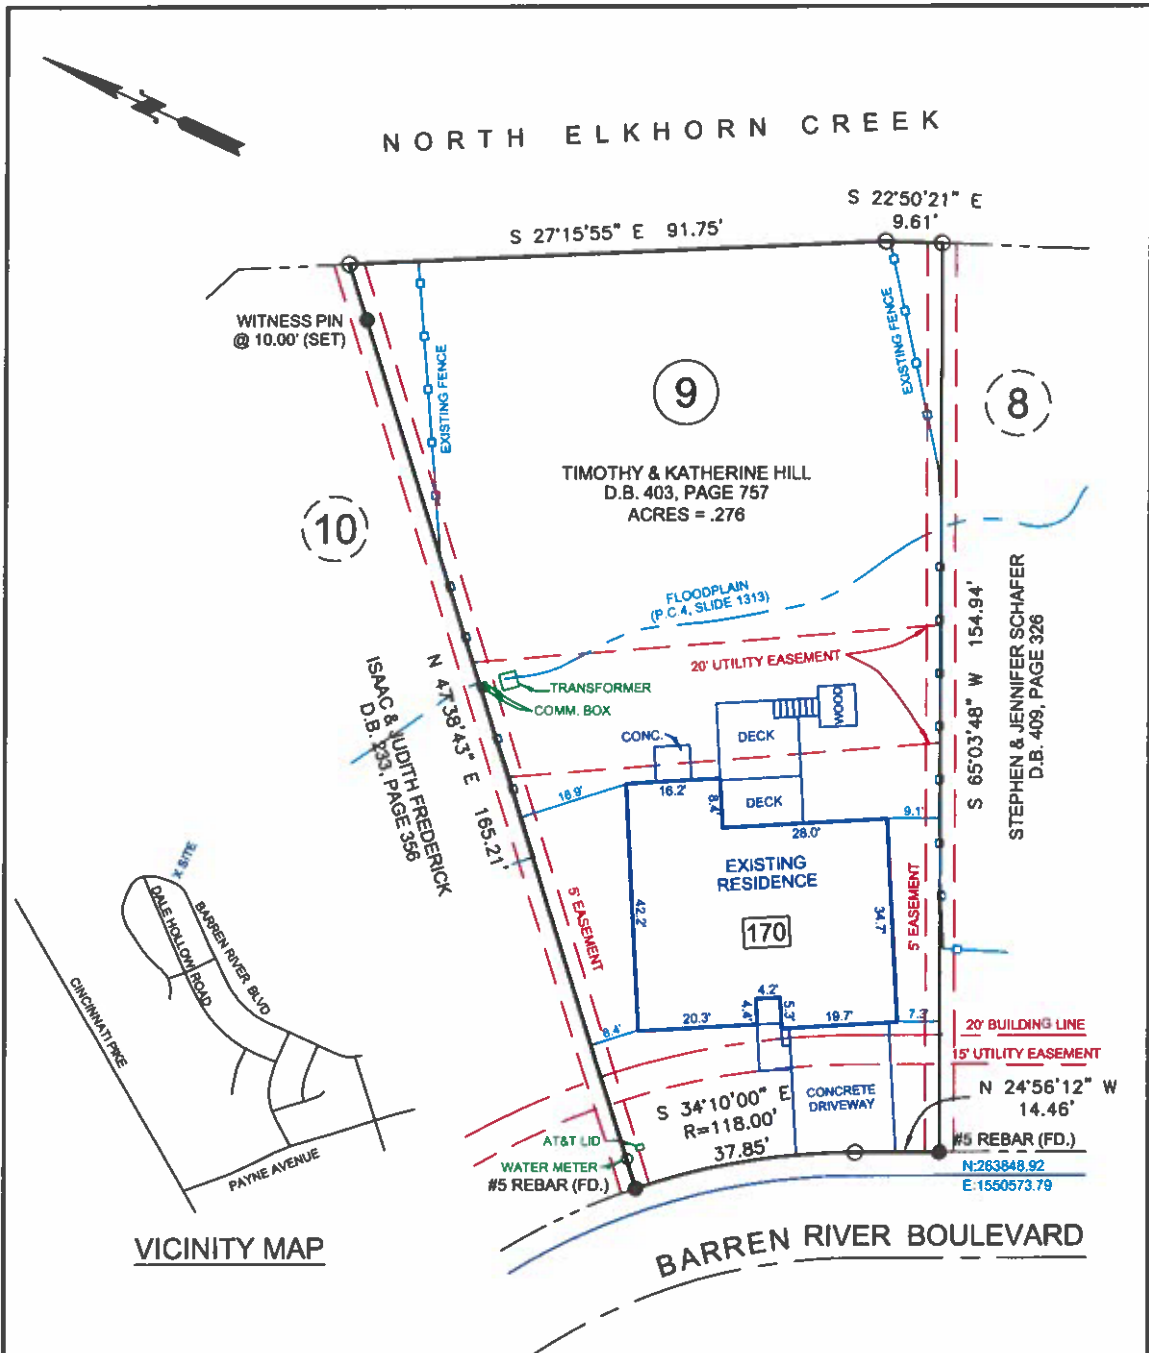 NORTH ELKHORN CREEK
S 22°50'21" E
9.61'
S 27°15'55" E 91.75'
WITNESS PIN
@ 10.00' (SET)
EXISTING FENCE
EXISTING FENCE
9
8
10
TIMOTHY & KATHERINE HILL
D.B. 403, PAGE 757
ACRES = .276
FLOODPLAIN
(P.C.4, SLIDE 1313)
20' UTILITY EASEMENT
TRANSFORMER
COMM. BOX
N 47°38'43" E 165.21'
ISAAC & JUDITH FREDERICK
D.B. 233, PAGE 356
S 65°03'48" W 154.94'
STEPHEN & JENNIFER SCHAFER
D.B. 409, PAGE 326
CONC.
DECK
WOOD
DECK
16.2'
8.4'
28.0'
9.1'
EXISTING
RESIDENCE
170
42.2'
34.7'
5' EASEMENT
5' EASEMENT
4.2'
4.4'
5.3'
20.3'
19.7'
20' BUILDING LINE
15' UTILITY EASEMENT
CONCRETE
DRIVEWAY
S 34°10'00" E
R=118.00'
37.85'
N 24°56'12" W
14.46'
AT&T LID
WATER METER
#5 REBAR (FD.)
#5 REBAR (FD.)
N:263848.92
E:1550573.79
BARREN RIVER BOULEVARD
X SITE
DALE HOLLOW ROAD
BARREN RIVER BLVD
CINCINNATI PIKE
PAYNE AVENUE
VICINITY MAP